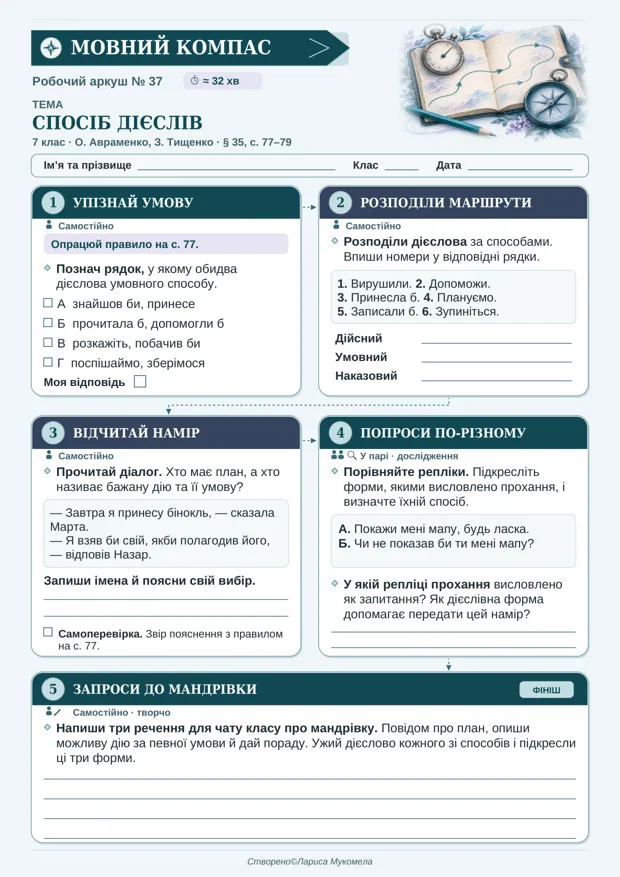 МОВНИЙ КОМПАС
Робочий аркуш № 37
≈ 32 хв
ТЕМА
СПОСІБ ДІЄСЛІВ
7 клас · О. Авраменко, З. Тищенко · § 35, с. 77–79
Ім’я та прізвище
Клас
Дата
1 УПІЗНАЙ УМОВУ
Самостійно
Опрацюй правило на с. 77.
Познач рядок, у якому обидва
дієслова умовного способу.
А знайшов би, принесе
Б прочитала б, допомогли б
В розкажіть, побачив би
Г поспішаймо, зберімося
Моя відповідь
2 РОЗПОДІЛИ МАРШРУТИ
Самостійно
Розподіли дієслова за способами.
Впиши номери у відповідні рядки.
1. Вирушили. 2. Допоможи.
3. Принесла б. 4. Плануємо.
5. Записали б. 6. Зупиніться.
Дійсний
Умовний
Наказовий
3 ВІДЧИТАЙ НАМІР
Самостійно
Прочитай діалог. Хто має план, а хто
називає бажану дію та її умову?
— Завтра я принесу бінокль, — сказала
Марта.
— Я взяв би свій, якби полагодив його,
— відповів Назар.
Запиши імена й поясни свій вибір.
Самоперевірка. Звір пояснення з правилом
на с. 77.
4 ПОПРОСИ ПО-РІЗНОМУ
У парі · дослідження
Порівняйте репліки. Підкресліть
форми, якими висловлено прохання, і
визначте їхній спосіб.
А. Покажи мені мапу, будь ласка.
Б. Чи не показав би ти мені мапу?
У якій репліці прохання висловлено
як запитання? Як дієслівна форма
допомагає передати цей намір?
5 ЗАПРОСИ ДО МАНДРІВКИ
ФІНІШ
Самостійно · творчо
Напиши три речення для чату класу про мандрівку. Повідом про план, опиши
можливу дію за певної умови й дай пораду. Ужий дієслово кожного зі способів і підкресли
ці три форми.
Створено©Лариса Мукомела